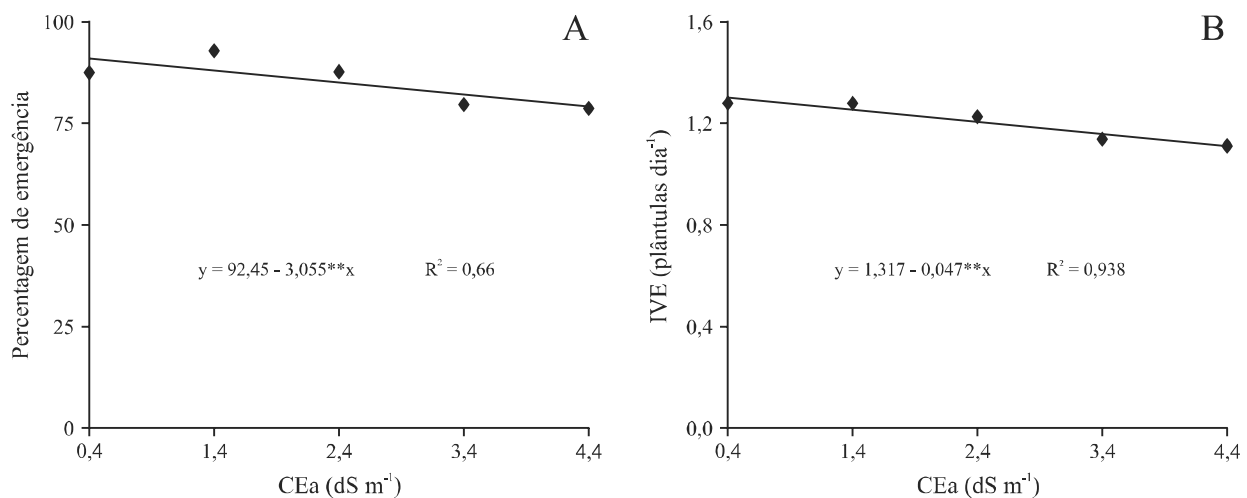 A
Percentagem de emergência
100
75
50
25
0
y = 92,45 - 3,055**x R² = 0,66
0,4 1,4 2,4 3,4 4,4
CEa (dS m⁻¹)
B
IVE (plântulas dia⁻¹)
1,6
1,2
0,8
0,4
0,0
y = 1,317 - 0,047**x R² = 0,938
0,4 1,4 2,4 3,4 4,4
CEa (dS m⁻¹)